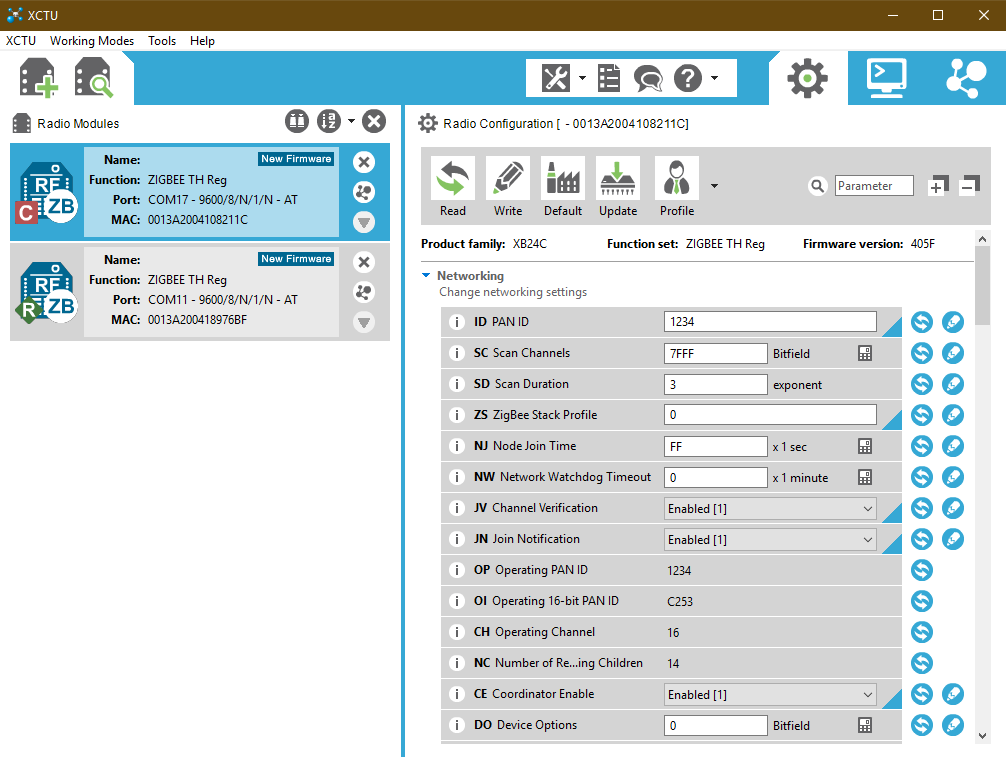 XCTU
XCTU Working Modes Tools Help
Radio Modules
Radio Configuration [ - 0013A2004108211C]
Name: New Firmware
Function: ZIGBEE TH Reg
Port: COM17 - 9600/8/N/1/N - AT
MAC: 0013A2004108211C
RF
C ZB
Name: New Firmware
Function: ZIGBEE TH Reg
Port: COM11 - 9600/8/N/1/N - AT
MAC: 0013A200418976BF
RF
R ZB
Read Write Default Update Profile
Parameter
Product family: XB24C Function set: ZIGBEE TH Reg Firmware version: 405F
Networking
Change networking settings
i ID PAN ID 1234
i SC Scan Channels 7FFF Bitfield
i SD Scan Duration 3 exponent
i ZS ZigBee Stack Profile 0
i NJ Node Join Time FF x 1 sec
i NW Network Watchdog Timeout 0 x 1 minute
i JV Channel Verification Enabled [1]
i JN Join Notification Enabled [1]
i OP Operating PAN ID 1234
i OI Operating 16-bit PAN ID C253
i CH Operating Channel 16
i NC Number of Re...ing Children 14
i CE Coordinator Enable Enabled [1]
i DO Device Options 0 Bitfield